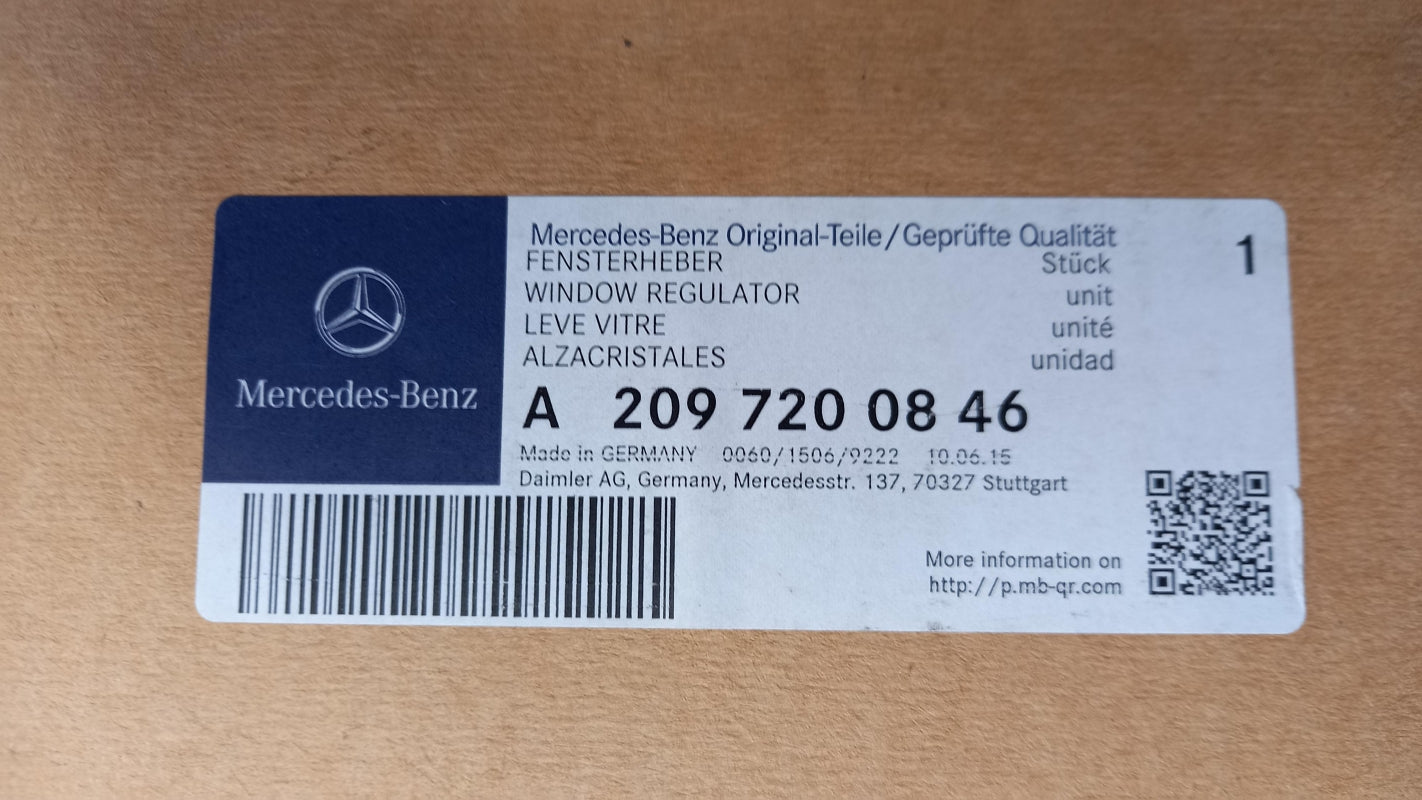 Mercedes-Benz
Mercedes-Benz Original-Teile/Geprüfte Qualität
1
FENSTERHEBER Stück
WINDOW REGULATOR unit
LEVE VITRE unité
ALZACRISTALES unidad
A 209 720 08 46
Made in GERMANY 0060/1506/9222 10.06.15
Daimler AG, Germany, Mercedesstr. 137, 70327 Stuttgart
More information on
http://p.mb-qr.com